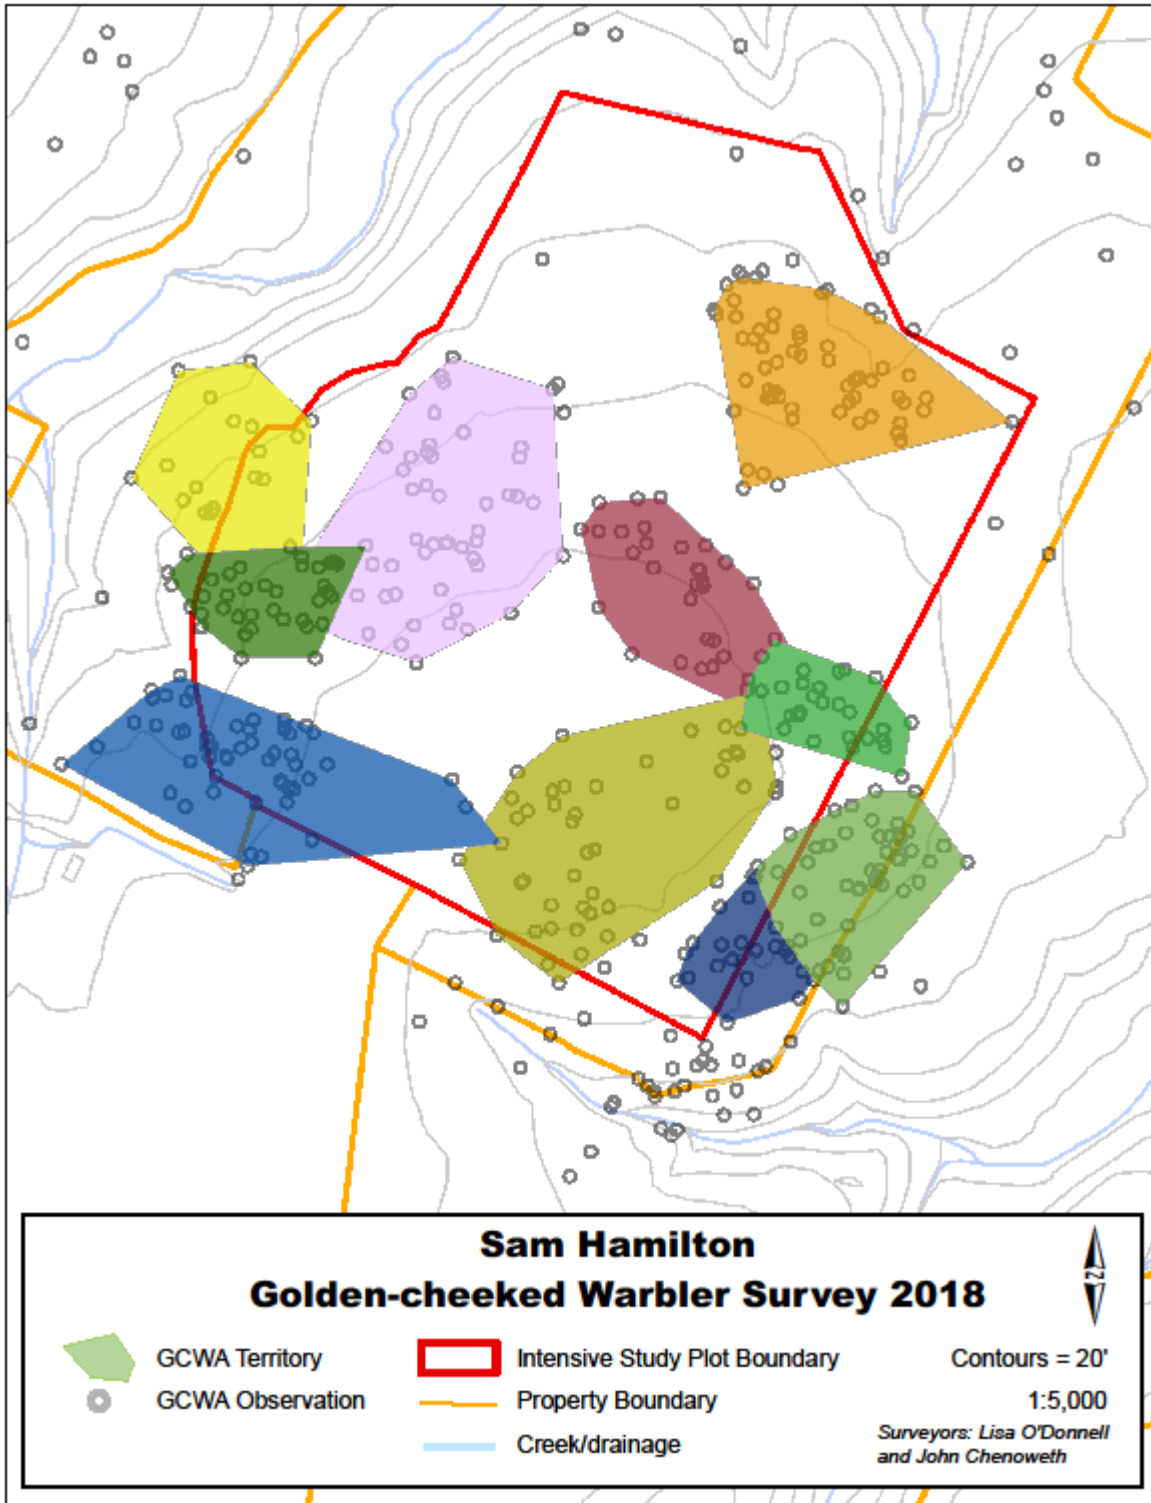 Sam Hamilton
Golden-cheeked Warbler Survey 2018
N
GCWA Territory
Intensive Study Plot Boundary
Contours = 20'
GCWA Observation
Property Boundary
1:5,000
Creek/drainage
Surveyors: Lisa O'Donnell
and John Chenoweth